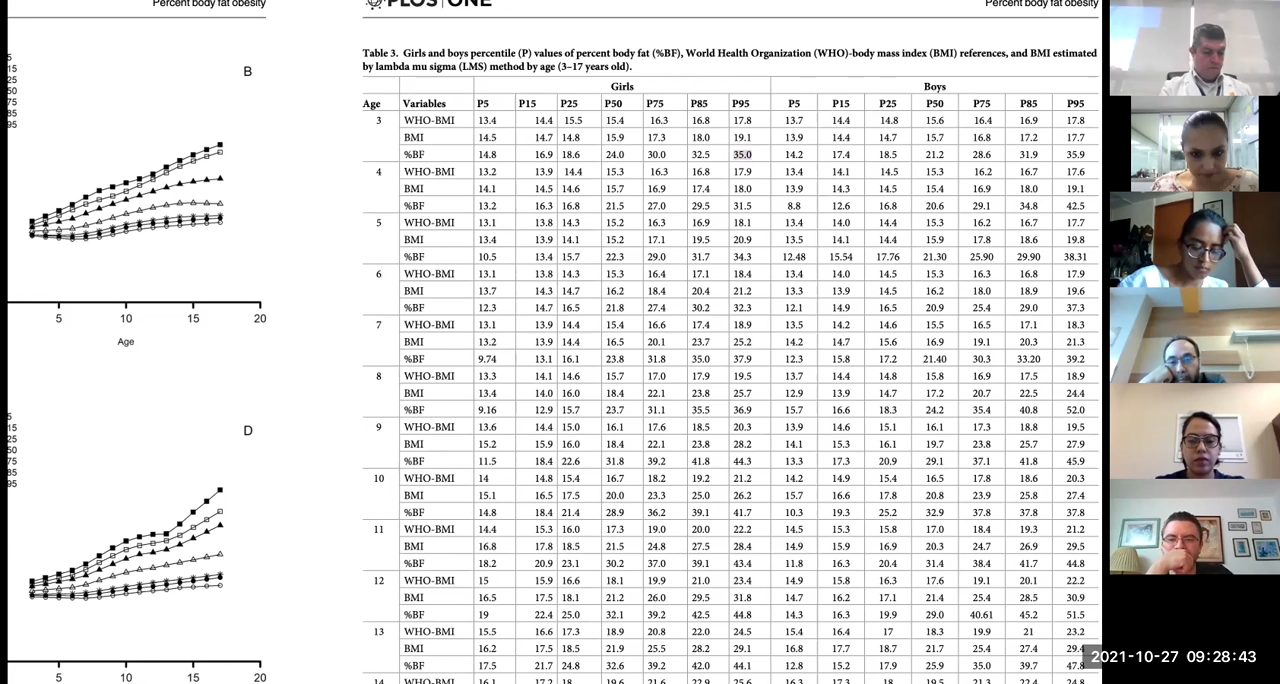 Percent body fat obesity
PLOS | ONE
Percent body fat obesity
5
15
25
50
75
85
95
B
5 10 15 20
Age
5
15
25
50
75
85
95
D
5 10 15 20
Table 3. Girls and boys percentile (P) values of percent body fat (%BF), World Health Organization (WHO)-body mass index (BMI) references, and BMI estimated
by lambda mu sigma (LMS) method by age (3–17 years old).
Girls Boys
Age Variables P5 P15 P25 P50 P75 P85 P95 P5 P15 P25 P50 P75 P85 P95
3 WHO-BMI 13.4 14.4 15.5 15.4 16.3 16.8 17.8 13.7 14.4 14.8 15.6 16.4 16.9 17.8
BMI 14.5 14.7 14.8 15.9 17.3 18.0 19.1 13.9 14.4 14.7 15.7 16.8 17.2 17.7
%BF 14.8 16.9 18.6 24.0 30.0 32.5 35.0 14.2 17.4 18.5 21.2 28.6 31.9 35.9
4 WHO-BMI 13.2 13.9 14.4 15.3 16.3 16.8 17.9 13.4 14.1 14.5 15.3 16.2 16.7 17.6
BMI 14.1 14.5 14.6 15.7 16.9 17.4 18.0 13.9 14.3 14.5 15.4 16.9 18.0 19.1
%BF 13.2 16.3 16.8 21.5 27.0 29.5 31.5 8.8 12.6 16.8 20.6 29.1 34.8 42.5
5 WHO-BMI 13.1 13.8 14.3 15.2 16.3 16.9 18.1 13.4 14.0 14.4 15.3 16.2 16.7 17.7
BMI 13.4 13.9 14.1 15.2 17.1 19.5 20.9 13.5 14.1 14.4 15.9 17.8 18.6 19.8
%BF 10.5 13.4 15.7 22.3 29.0 31.7 34.3 12.48 15.54 17.76 21.30 25.90 29.90 38.31
6 WHO-BMI 13.1 13.8 14.3 15.3 16.4 17.1 18.4 13.4 14.0 14.5 15.3 16.3 16.8 17.9
BMI 13.7 14.3 14.7 16.2 18.4 20.4 21.2 13.3 13.9 14.5 16.2 18.0 18.9 19.6
%BF 12.3 14.7 16.5 21.8 27.4 30.2 32.3 12.1 14.9 16.5 20.9 25.4 29.0 37.3
7 WHO-BMI 13.1 13.9 14.4 15.4 16.6 17.4 18.9 13.5 14.2 14.6 15.5 16.5 17.1 18.3
BMI 13.2 13.9 14.4 16.5 20.1 23.7 25.2 14.2 14.7 15.6 16.9 19.1 20.3 21.3
%BF 9.74 13.1 16.1 23.8 31.8 35.0 37.9 12.3 15.8 17.2 21.40 30.3 33.20 39.2
8 WHO-BMI 13.3 14.1 14.6 15.7 17.0 17.9 19.5 13.7 14.4 14.8 15.8 16.9 17.5 18.9
BMI 13.4 14.0 16.0 18.4 22.1 23.8 25.7 12.9 13.9 14.7 17.2 20.7 22.5 24.4
%BF 9.16 12.9 15.7 23.7 31.1 35.5 36.9 15.7 16.6 18.3 24.2 35.4 40.8 52.0
9 WHO-BMI 13.6 14.4 15.0 16.1 17.6 18.5 20.3 13.9 14.6 15.1 16.1 17.3 18.8 19.5
BMI 15.2 15.9 16.0 18.4 22.1 23.8 28.2 14.1 15.3 16.1 19.7 23.8 25.7 27.9
%BF 11.5 18.4 22.6 31.8 39.2 41.8 44.3 13.3 17.3 20.9 29.1 37.1 41.8 45.9
10 WHO-BMI 14 14.8 15.4 16.7 18.2 19.2 21.2 14.2 14.9 15.4 16.5 17.8 18.6 20.3
BMI 15.1 16.5 17.5 20.0 23.3 25.0 26.2 15.7 16.6 17.8 20.8 23.9 25.8 27.4
%BF 14.8 18.4 21.4 28.9 36.2 39.1 41.7 10.3 19.3 25.2 32.9 37.8 37.8 37.8
11 WHO-BMI 14.4 15.3 16.0 17.3 19.0 20.0 22.2 14.5 15.3 15.8 17.0 18.4 19.3 21.2
BMI 16.8 17.8 18.5 21.5 24.8 27.5 28.4 14.9 15.9 16.9 20.3 24.7 26.9 29.5
%BF 18.2 20.9 23.1 30.2 37.0 39.1 43.4 11.8 16.3 20.4 31.4 38.4 41.7 44.8
12 WHO-BMI 15 15.9 16.6 18.1 19.9 21.0 23.4 14.9 15.8 16.3 17.6 19.1 20.1 22.2
BMI 16.5 17.5 18.1 21.2 26.0 29.5 31.8 14.7 16.2 17.1 21.4 25.4 28.5 30.9
%BF 19 22.4 25.0 32.1 39.2 42.5 44.8 14.3 16.3 19.9 29.0 40.61 45.2 51.5
13 WHO-BMI 15.5 16.6 17.3 18.9 20.8 22.0 24.5 15.4 16.4 17 18.3 19.9 21 23.2
BMI 16.2 17.5 18.5 21.9 25.5 28.2 29.1 16.8 17.7 18.7 21.7 25.4 27.4 29.4
%BF 17.5 21.7 24.8 32.6 39.2 42.0 44.1 12.8 15.2 17.9 25.9 35.0 39.7 47.8
14 WHO-BMI 16.1 17.2 18 19.6 21.6 22.9 25.6 16.3 17.3 18 19.5 21.3 22.4 24.8
2021-10-27 09:28:43